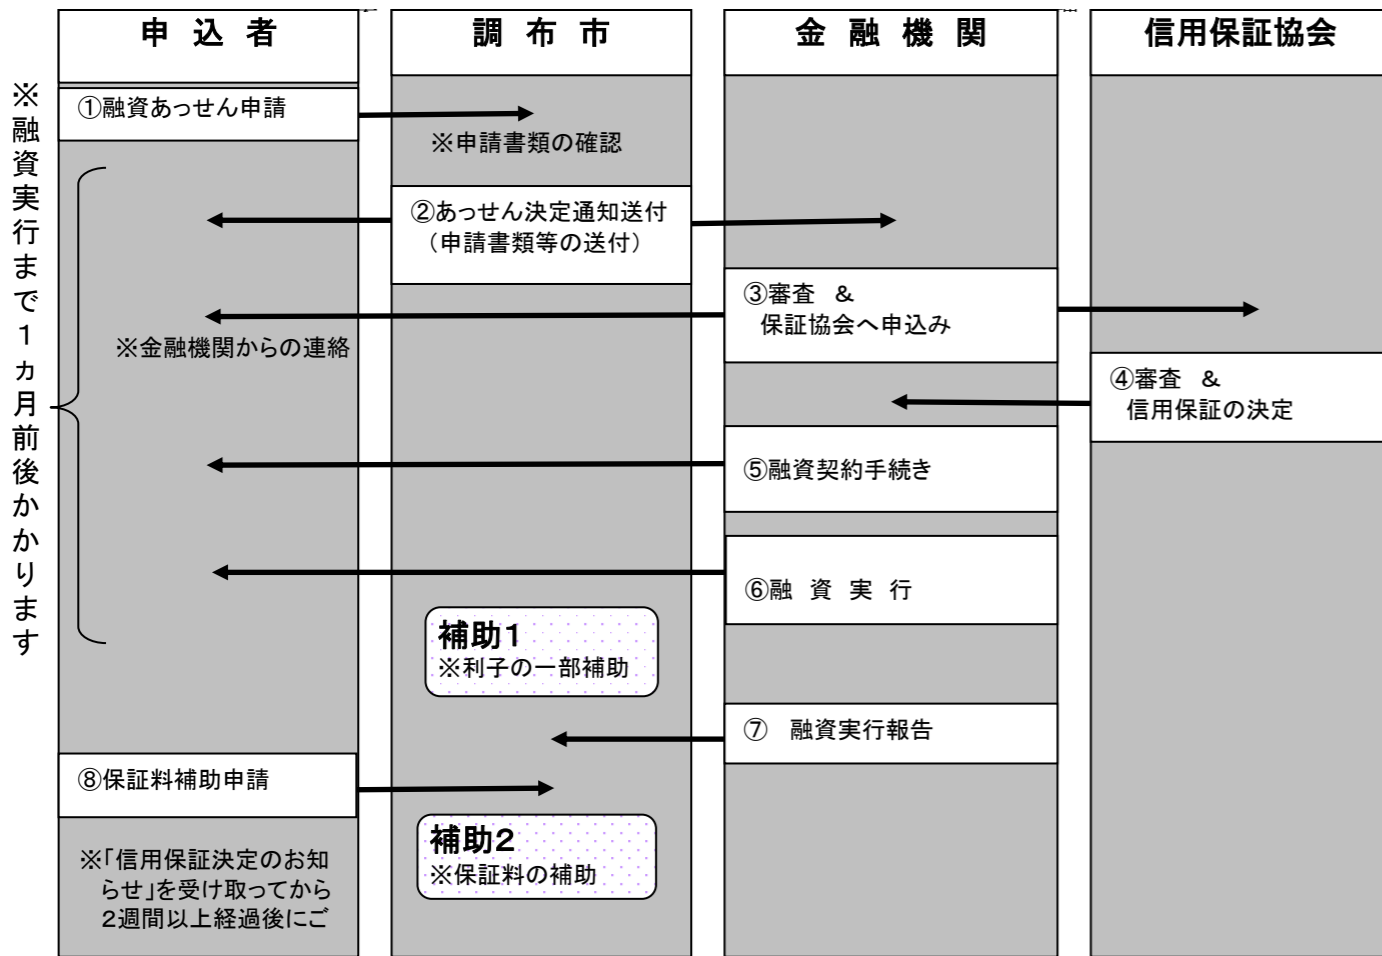 申 込 者
調 布 市
金 融 機 関
信用保証協会
※融資実行まで１ヵ月前後かかります
①融資あっせん申請
※申請書類の確認
②あっせん決定通知送付
（申請書類等の送付）
③審査　＆
保証協会へ申込み
※金融機関からの連絡
④審査　＆
信用保証の決定
⑤融資契約手続き
⑥融 資 実 行
補助１
※利子の一部補助
⑦　融資実行報告
⑧保証料補助申請
補助２
※保証料の補助
※「信用保証決定のお知
らせ」を受け取ってから
２週間以上経過後にご